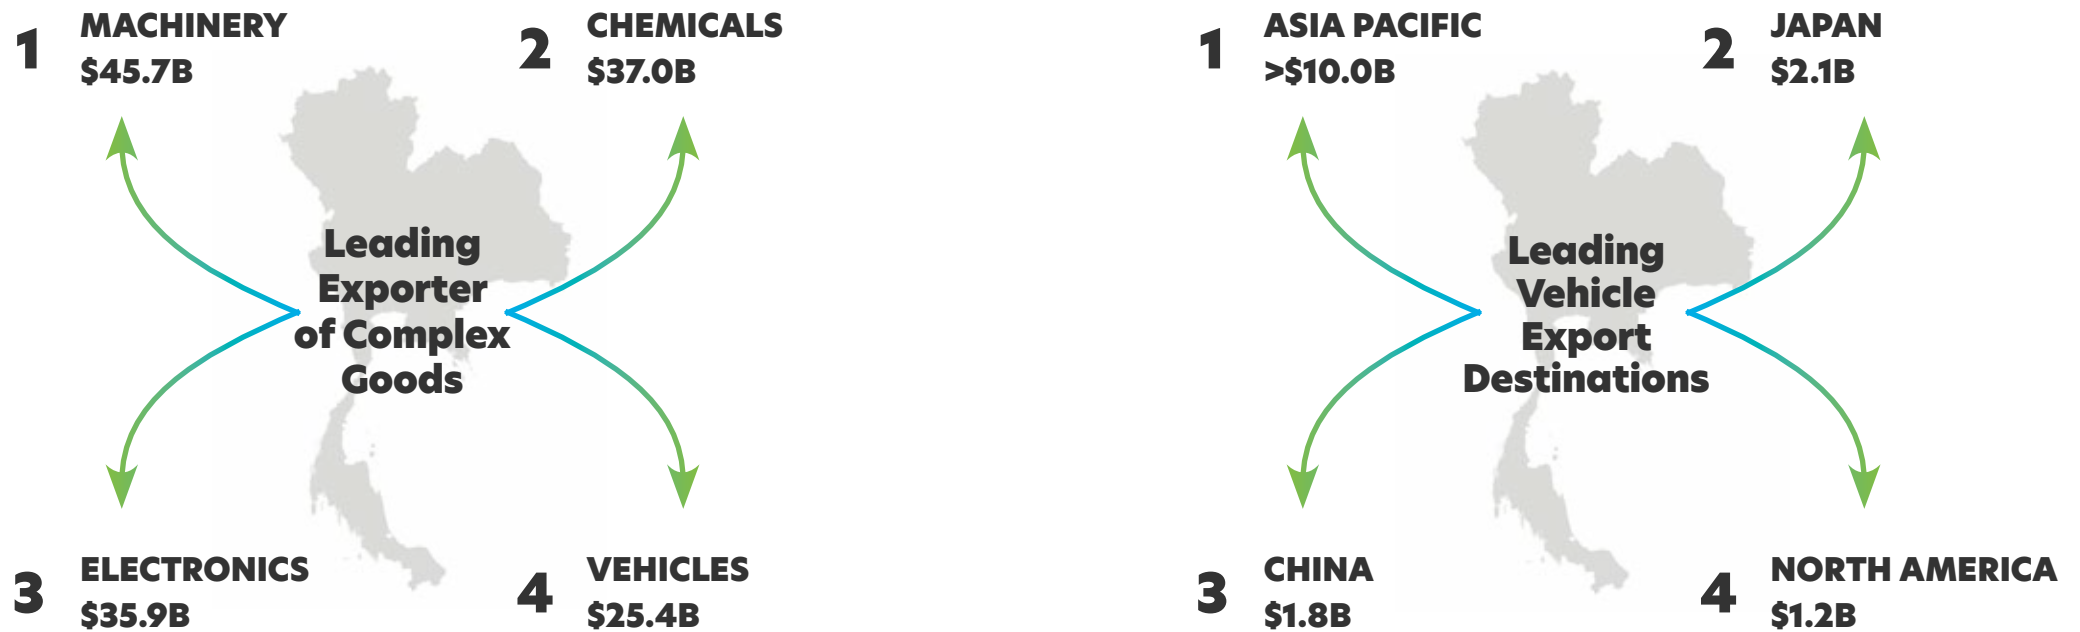 1
MACHINERY
$45.7B
2
CHEMICALS
$37.0B
Leading
Exporter
of Complex
Goods
3
ELECTRONICS
$35.9B
4
VEHICLES
$25.4B
1
ASIA PACIFIC
>$10.0B
2
JAPAN
$2.1B
Leading
Vehicle
Export
Destinations
3
CHINA
$1.8B
4
NORTH AMERICA
$1.2B